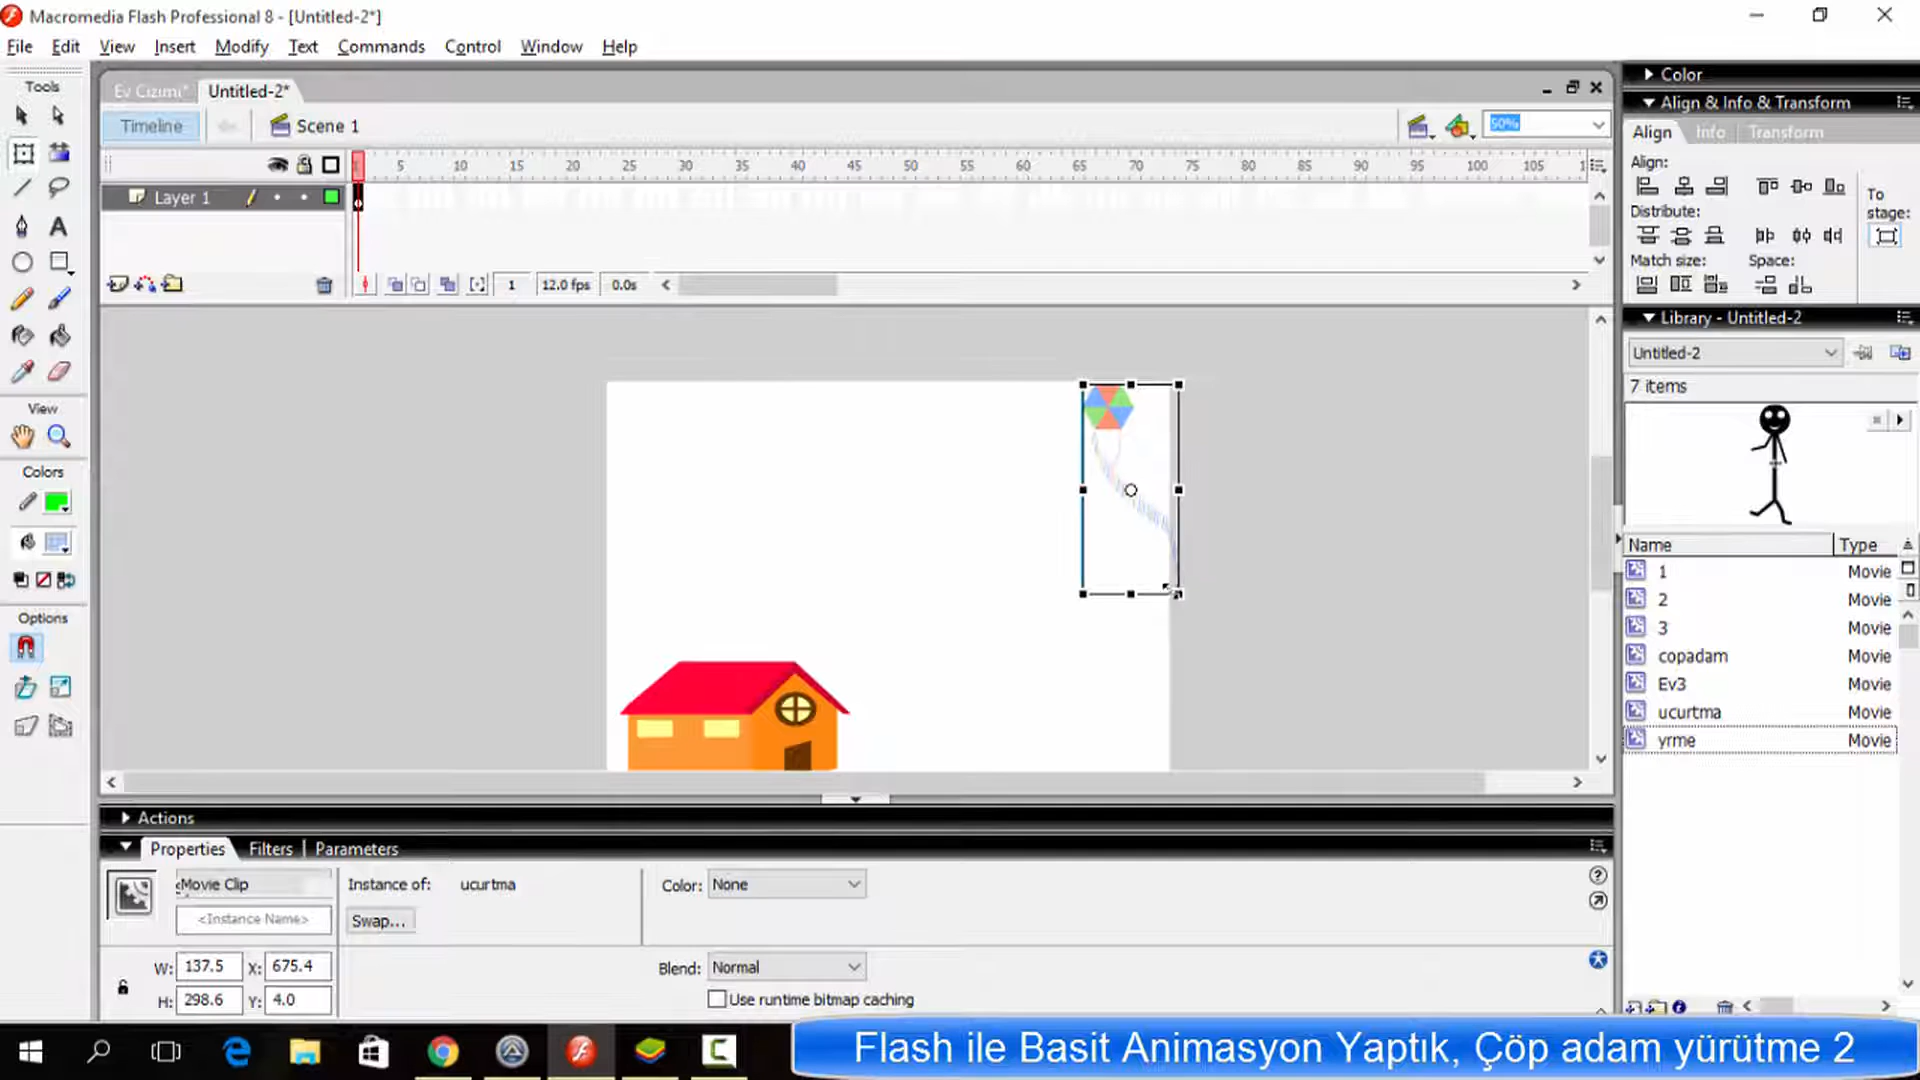 Macromedia Flash Professional 8 - [Untitled-2*]
File Edit View Insert Modify Text Commands Control Window Help
Tools
Ev Cizimi* Untitled-2*
Timeline Scene 1 50%
5 10 15 20 25 30 35 40 45 50 55 60 65 70 75 80 85 90 95 100 105 1
Layer 1
1 12.0 fps 0.0s
View
Colors
Options
Color
Align & Info & Transform
Align Info Transform
Align:
To
stage:
Distribute:
Match size: Space:
Library - Untitled-2
Untitled-2
7 items
Name Type
1 Movie
2 Movie
3 Movie
copadam Movie
Ev3 Movie
ucurtma Movie
yrme Movie
Actions
Properties Filters Parameters
Movie Clip Instance of: ucurtma Color: None
<Instance Name> Swap...
W: 137.5 X: 675.4 Blend: Normal
H: 298.6 Y: 4.0 Use runtime bitmap caching
Flash ile Basit Animasyon Yaptık, Çöp adam yürütme 2